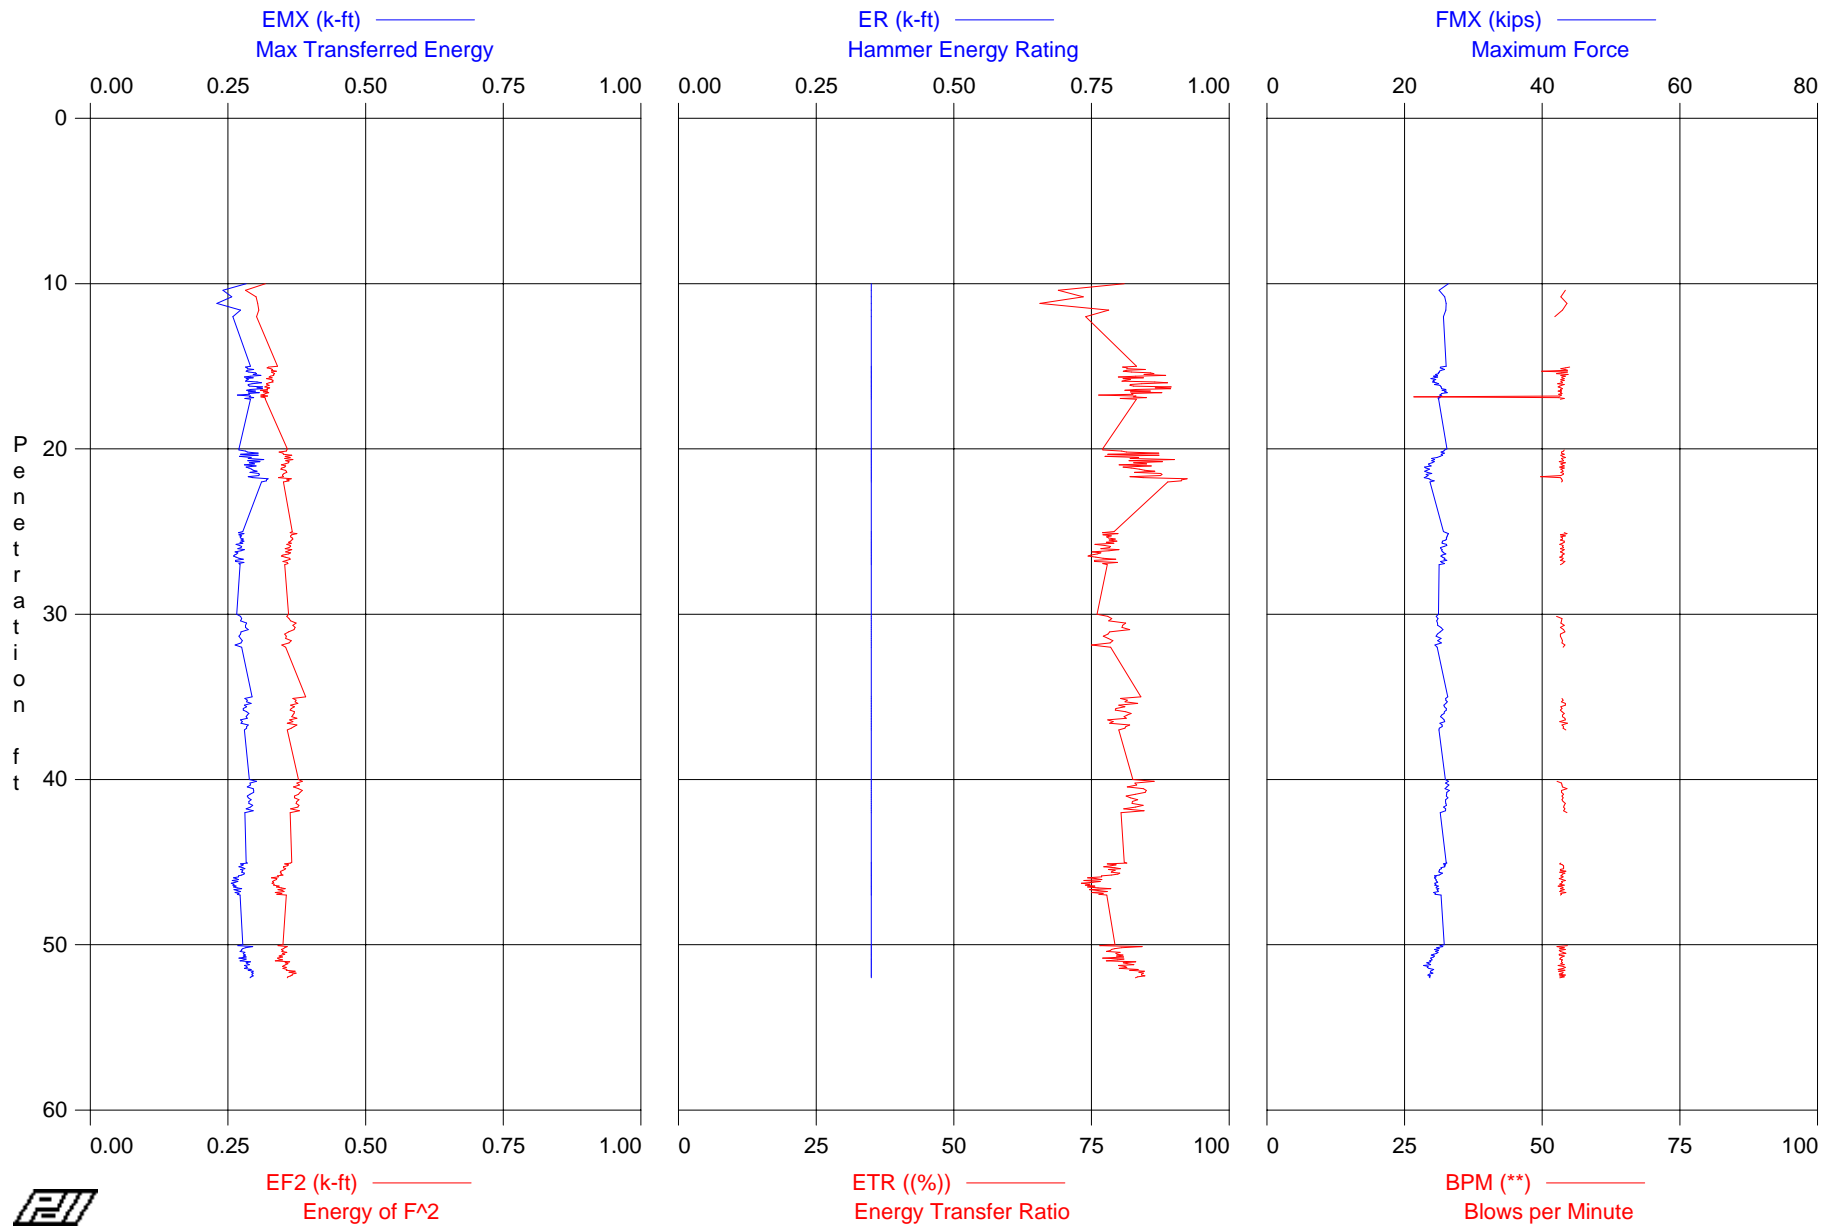 EMX (k-ft)
Max Transferred Energy
ER (k-ft)
Hammer Energy Rating
FMX (kips)
Maximum Force
0.00 0.25 0.50 0.75 1.00
0.00 0.25 0.50 0.75 1.00
0 20 40 60 80
0
10
20
30
40
50
60
Penetration ft
0.00 0.25 0.50 0.75 1.00
0 25 50 75 100
0 25 50 75 100
EF2 (k-ft)
Energy of F^2
ETR ((%))
Energy Transfer Ratio
BPM (**)
Blows per Minute